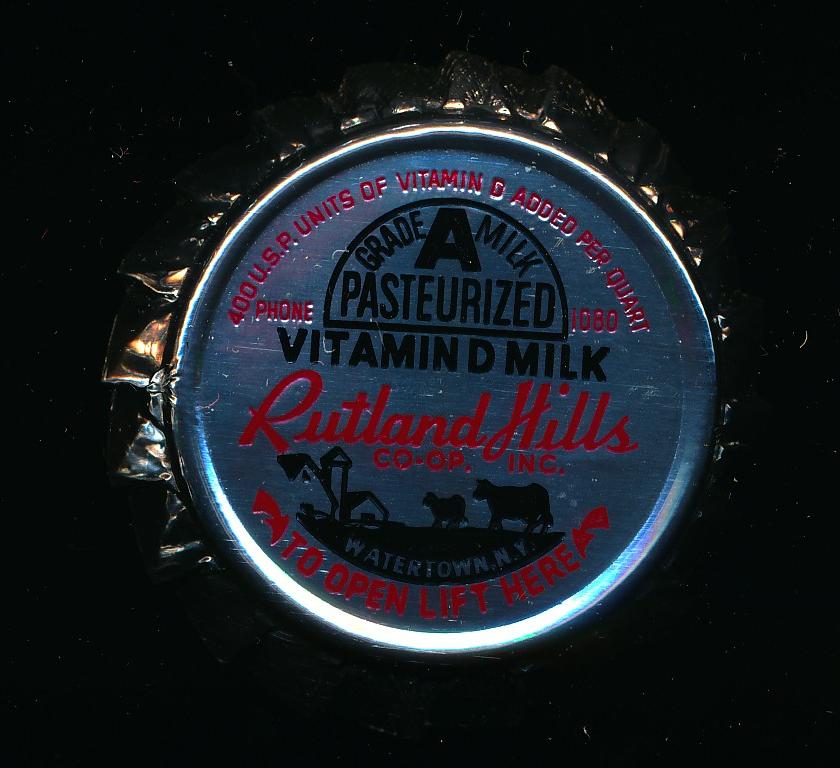 400 U.S.P. UNITS OF VITAMIN D ADDED PER QUART
GRADE A MILK
PASTEURIZED
PHONE 1080
VITAMIN D MILK
Rutland Hills
CO-OP. INC.
WATERTOWN, N.Y.
TO OPEN LIFT HERE